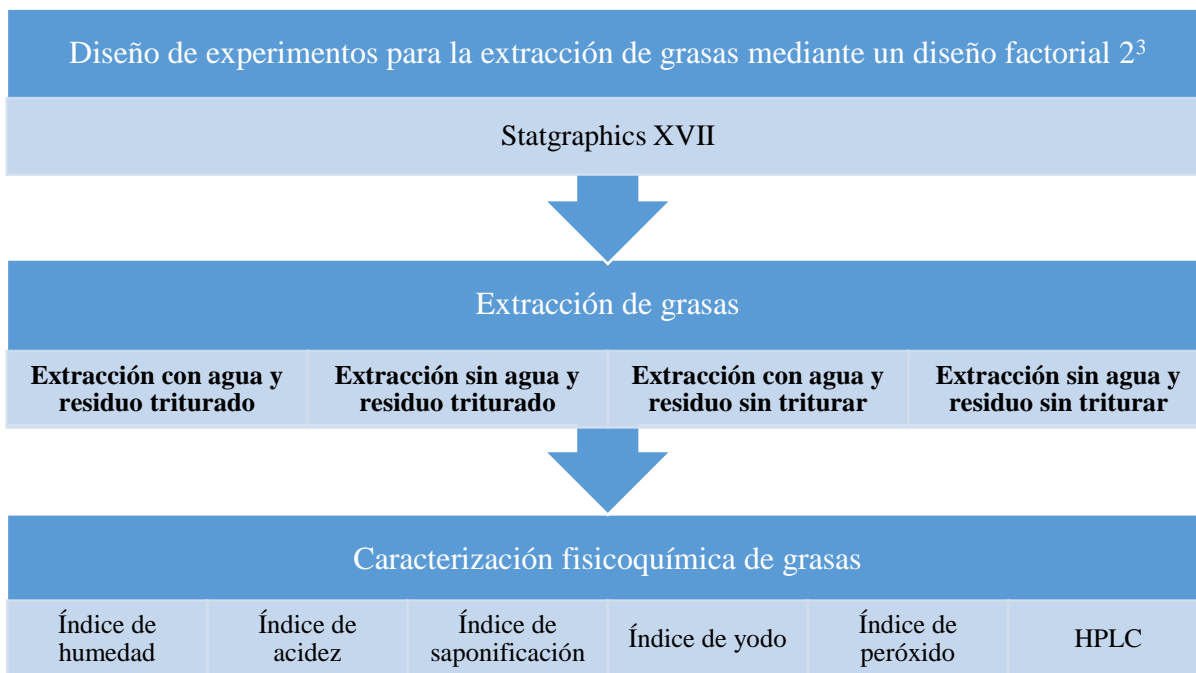 Diseño de experimentos para la extracción de grasas mediante un diseño factorial 2³
Statgraphics XVII
Extracción de grasas
Extracción con agua y
residuo triturado
Extracción sin agua y
residuo triturado
Extracción con agua y
residuo sin triturar
Extracción sin agua y
residuo sin triturar
Caracterización fisicoquímica de grasas
Índice de
humedad
Índice de
acidez
Índice de
saponificación
Índice de yodo
Índice de
peróxido
HPLC